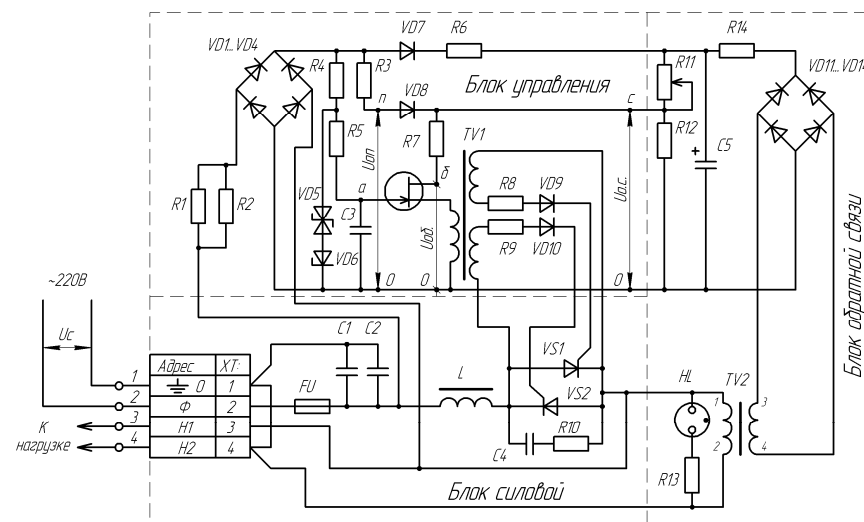 VD1...VD4
VD7
R6
R14
R4
R3
VD8
Блок управления
R11
VD11...VD14
n
c
R5
R7
TV1
R12
C5
+
Uоп
б
R1
R2
VD5
a
C3
R8
VD9
Uо.с.
VD6
Uоб.
R9
VD10
0
0
0
Блок обратной связи
~220В
Uc
C1
C2
VS1
Адрес
XT:
FU
L
VS2
HL
TV2
1
0
1
2
Ф
2
1
3
К нагрузке
3
Н1
3
R10
2
4
4
Н2
4
C4
R13
Блок силовой